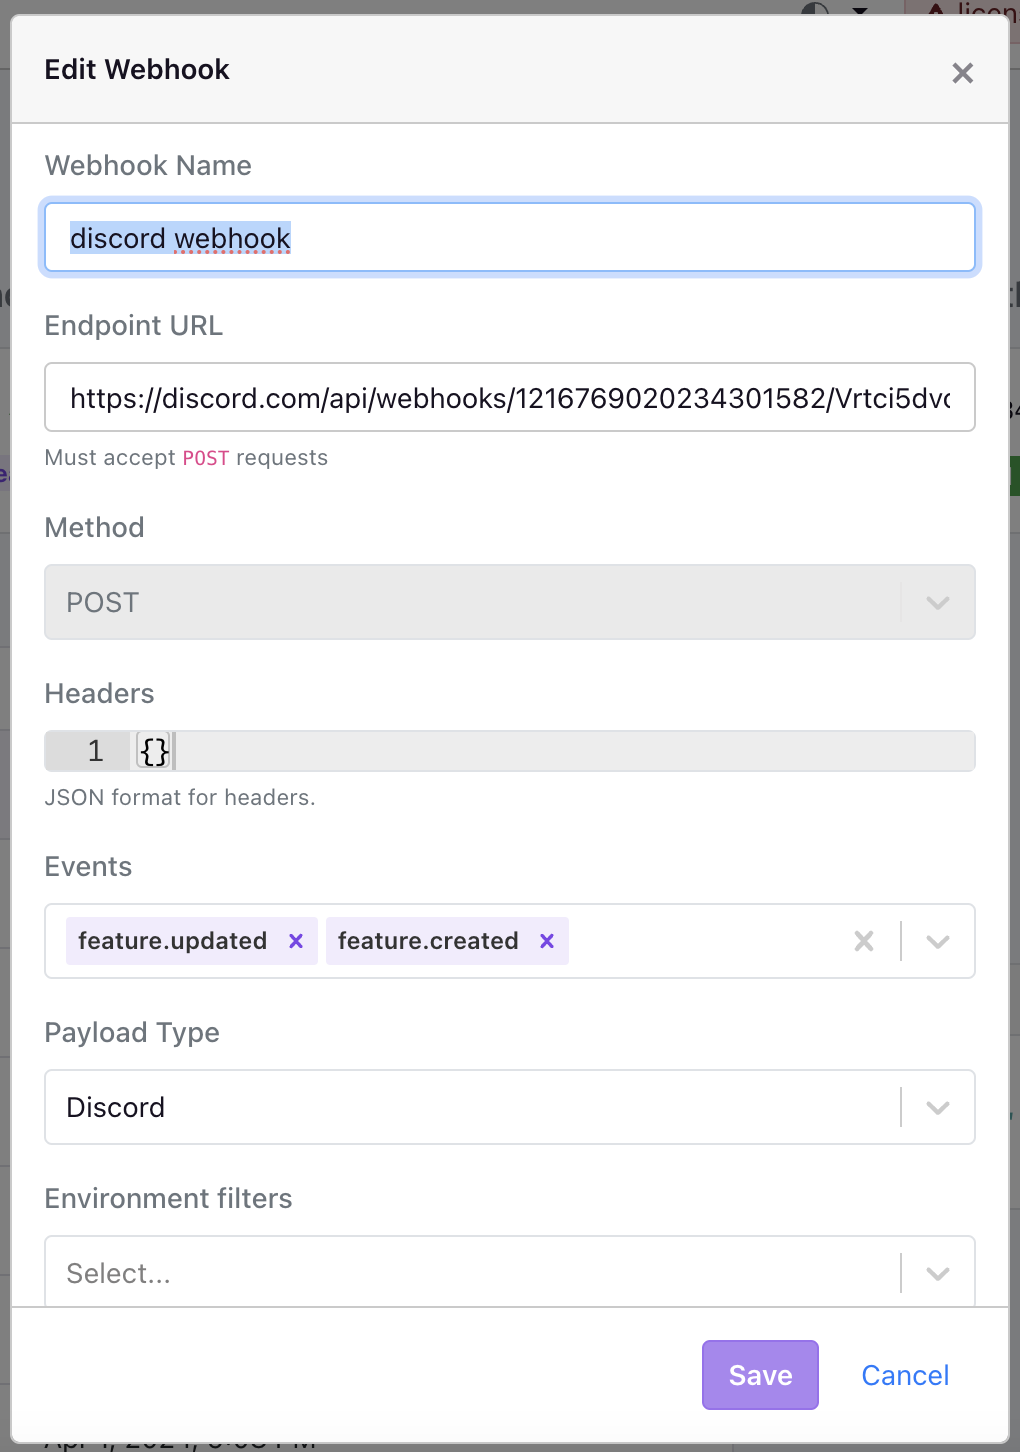 Edit Webhook
Webhook Name
discord webhook
Endpoint URL
https://discord.com/api/webhooks/1216769020234301582/Vrtci5dvc
Must accept POST requests
Method
POST
Headers
1 {}
JSON format for headers.
Events
feature.updated × feature.created ×
Payload Type
Discord
Environment filters
Select...
Save Cancel